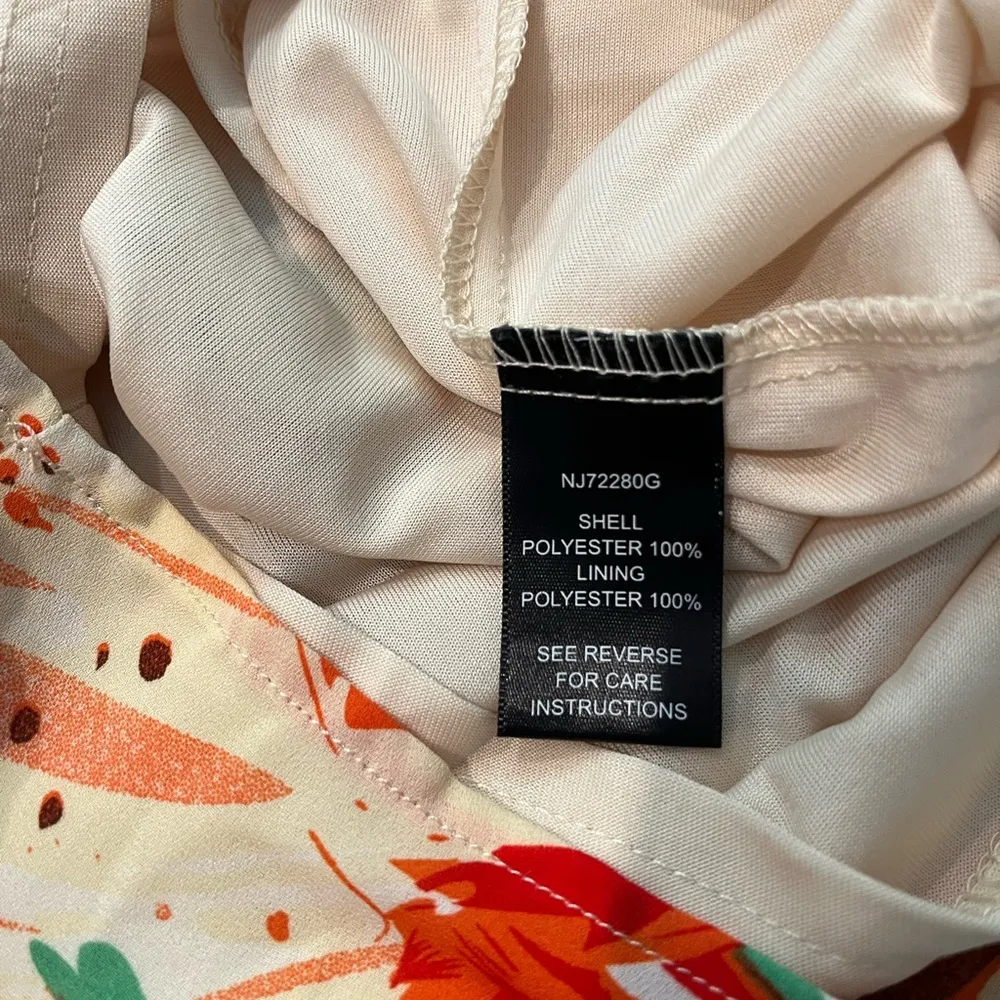 NJ72280G
SHELL
POLYESTER 100%
LINING
POLYESTER 100%
SEE REVERSE
FOR CARE
INSTRUCTIONS